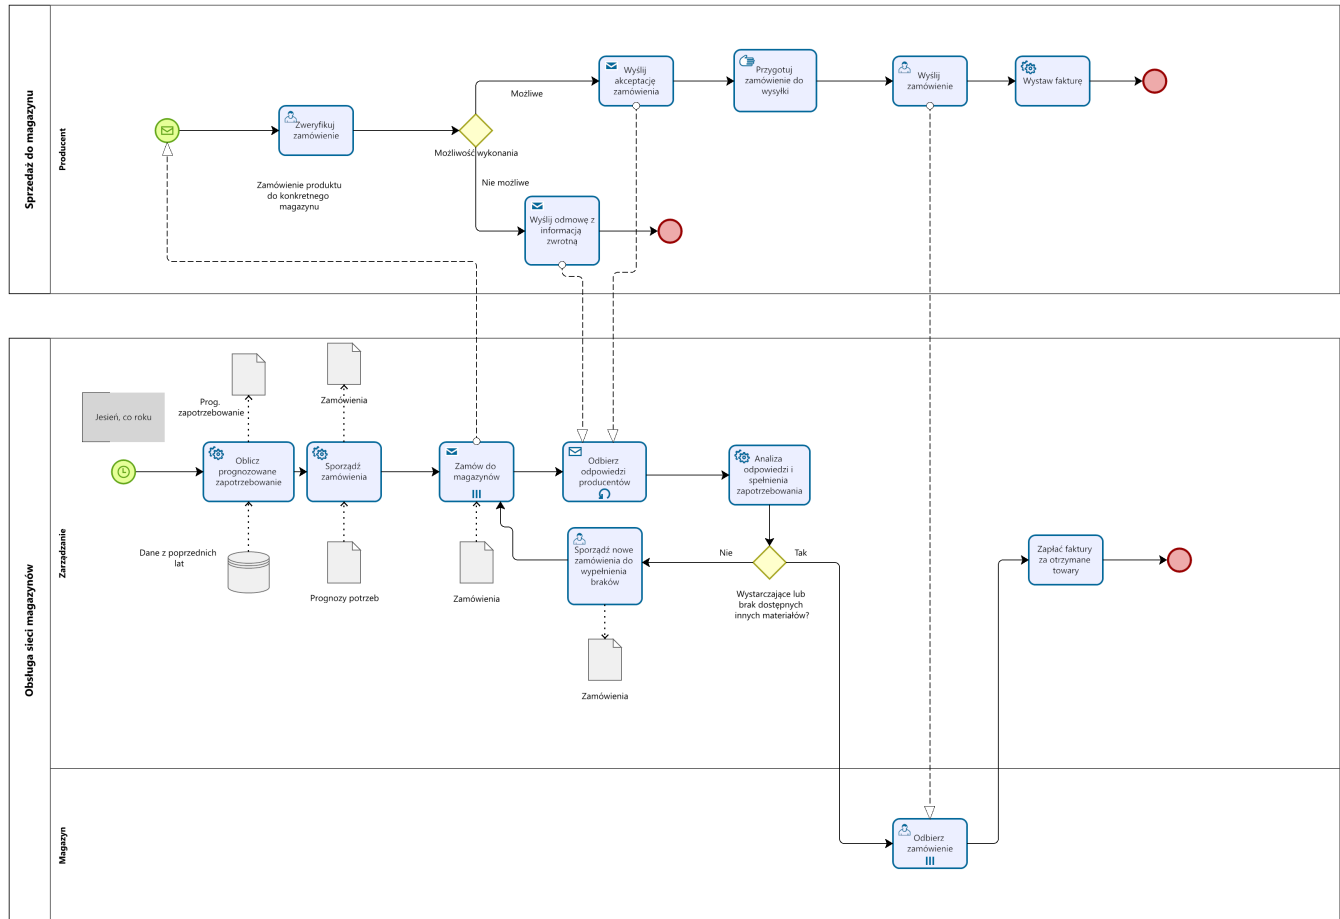 Sprzedaż do magazynu
Producent
Wyślij
akceptację
zamówienia
Przygotuj
zamówienie do
wysyłki
Wyślij
zamówienie
Wystaw fakturę
Możliwe
Zweryfikuj
zamówienie
Możliwość wykonania
Nie możliwe
Zamówienie produktu
do konkretnego
magazynu
Wyślij odmowę z
informacją
zwrotną
Obsługa sieci magazynów
Zarządzanie
Jesień, co roku
Prog.
zapotrzebowanie
Zamówienia
Oblicz
prognozowane
zapotrzebowanie
Sporządź
zamówienia
Zamów do
magazynów
Odbierz
odpowiedzi
producentów
Analiza
odpowiedzi i
spełnienia
zapotrzebowania
Dane z poprzednich
lat
Prognozy potrzeb
Zamówienia
Sporządź nowe
zamówienia do
wypełnienia
braków
Nie
Tak
Wystarczające lub
brak dostępnych
innych materiałów?
Zapłać faktury
za otrzymane
towary
Zamówienia
Magazyn
Odbierz
zamówienie